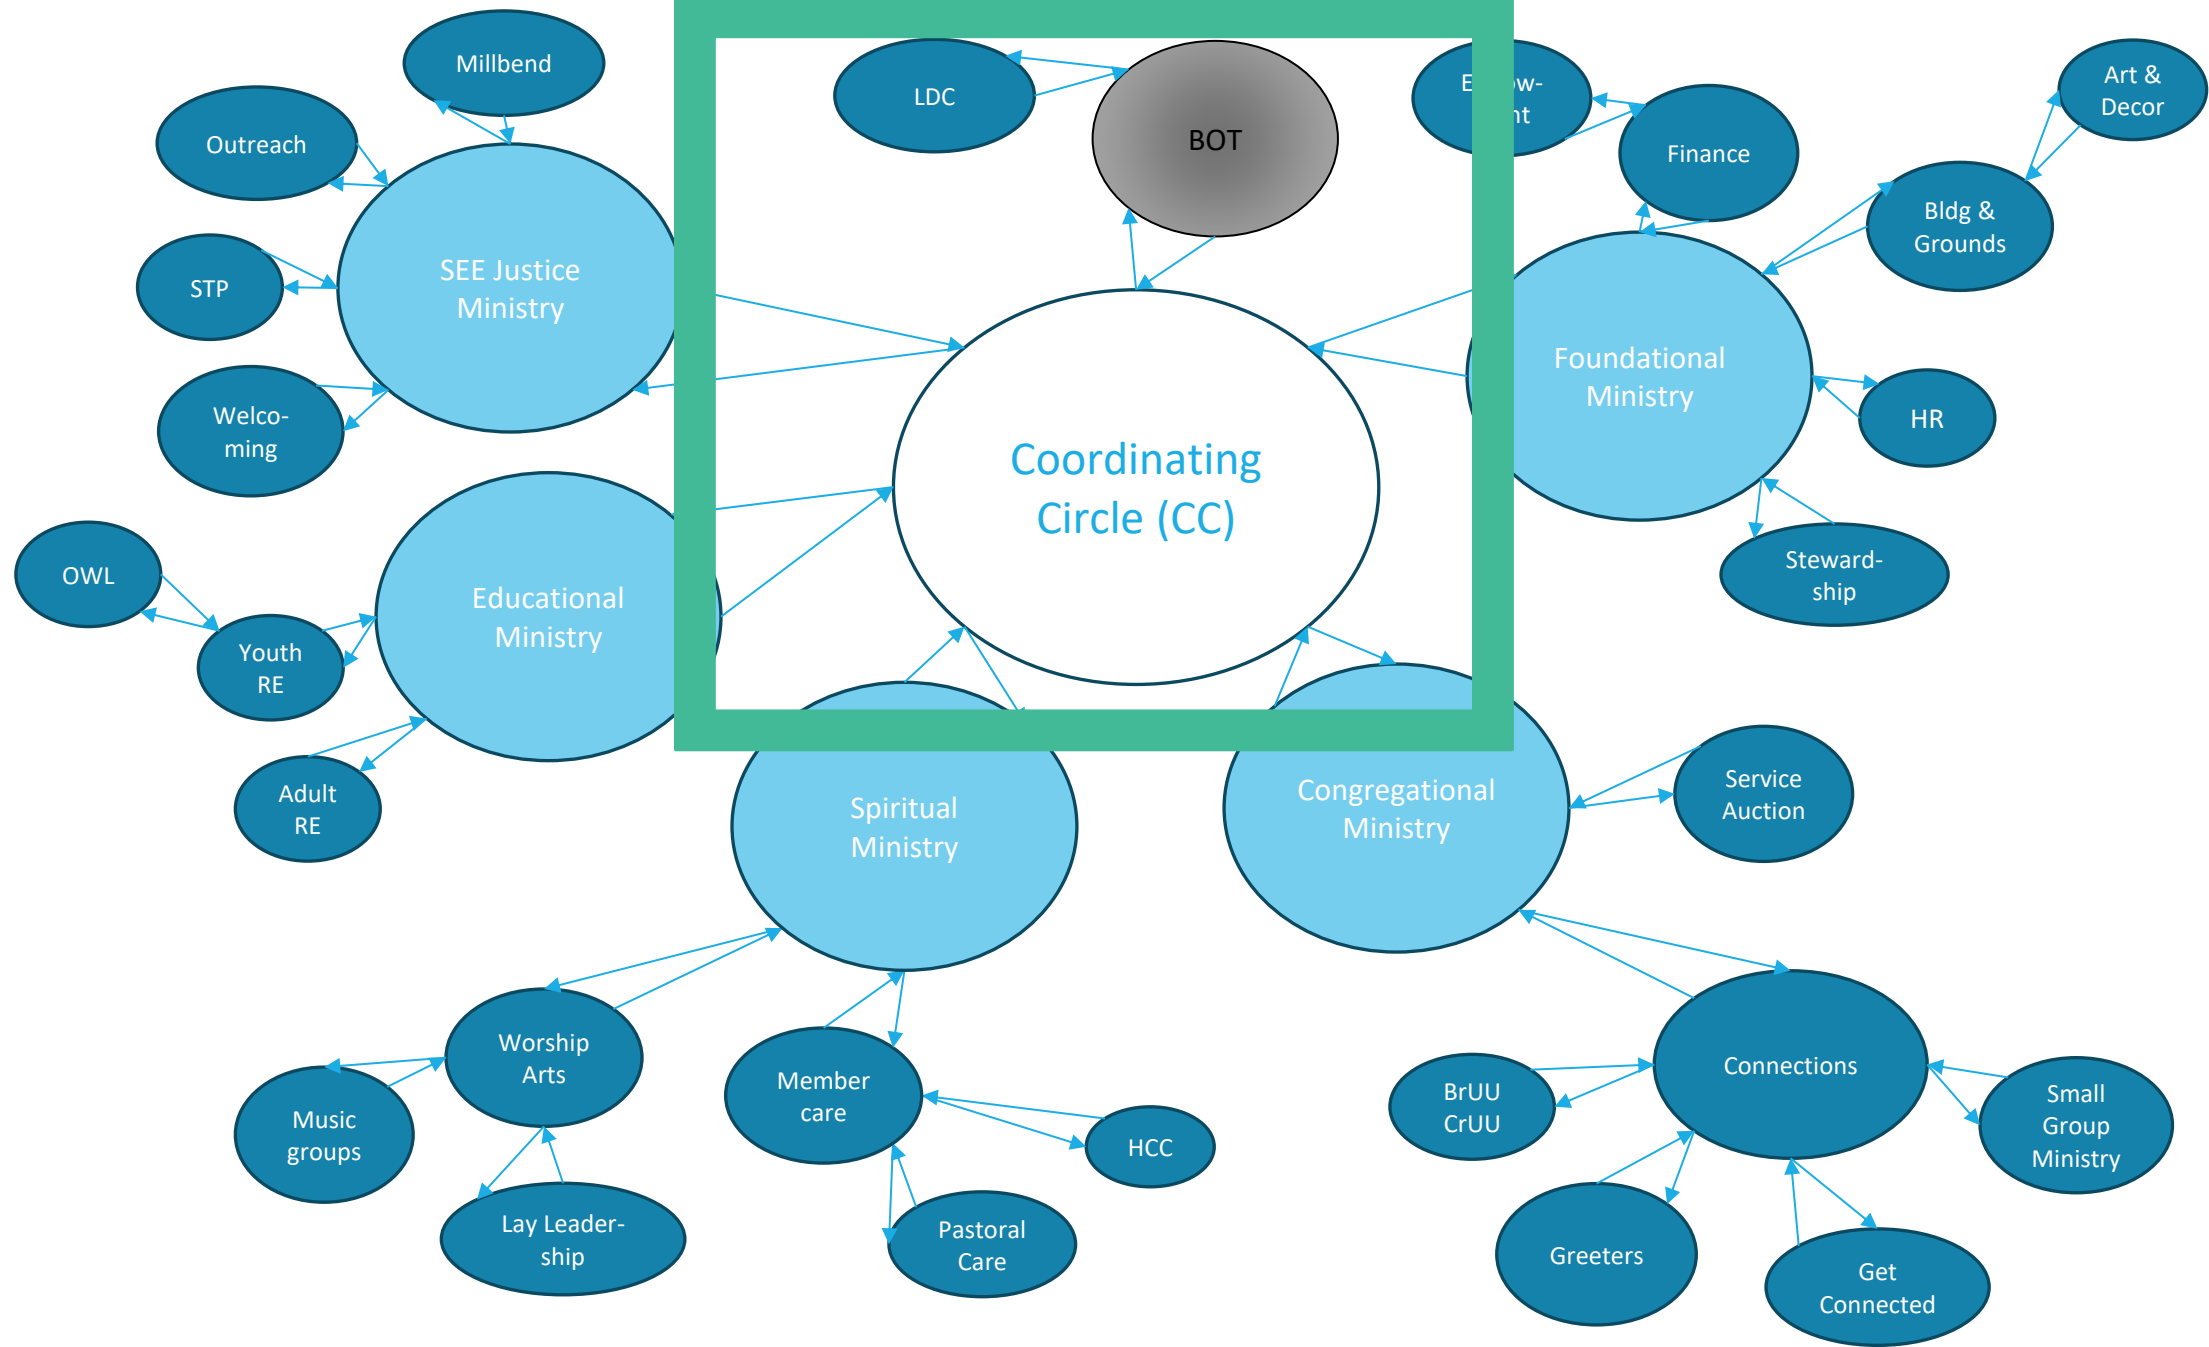 Millbend
Outreach
STP
Welco-
ming
SEE Justice
Ministry
LDC
BOT
Finance
Art &
Decor
Bldg &
Grounds
Foundational
Ministry
HR
Steward-
ship
Coordinating
Circle (CC)
OWL
Youth
RE
Adult
RE
Educational
Ministry
Spiritual
Ministry
Congregational
Ministry
Service
Auction
Worship
Arts
Music
groups
Lay Leader-
ship
Member
care
HCC
Pastoral
Care
Connections
BrUU
CrUU
Small
Group
Ministry
Greeters
Get
Connected